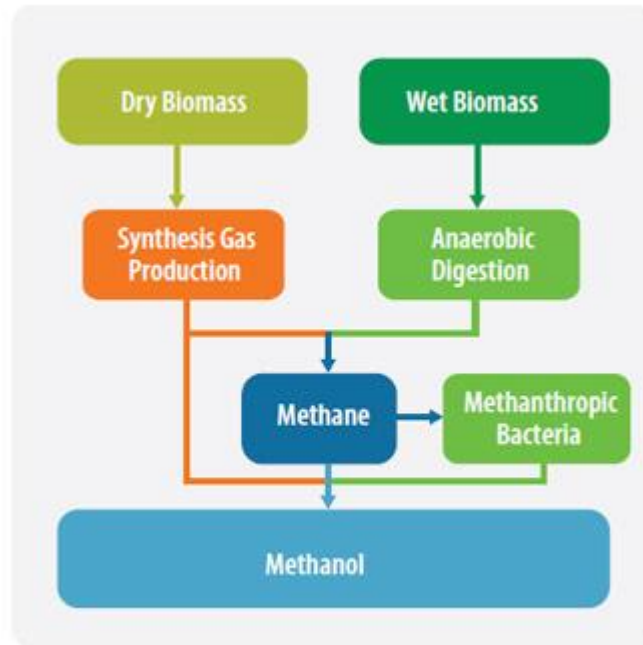 Dry Biomass
Wet Biomass
Synthesis Gas
Production
Anaerobic
Digestion
Methane
Methanthropic
Bacteria
Methanol